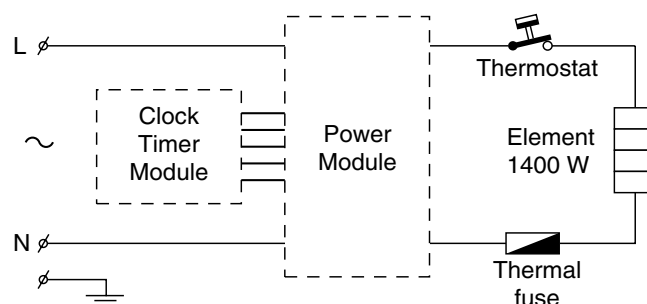 L
Thermostat
Clock
Timer
Module
Power
Module
Element
1400 W
~
N
Thermal
fuse